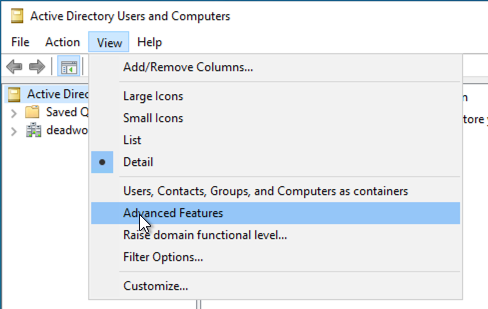 Active Directory Users and Computers
File Action View Help
Add/Remove Columns...
Large Icons
Active Direc
Small Icons
Saved Q
List
deadwo
Detail
Users, Contacts, Groups, and Computers as containers
Advanced Features
Raise domain functional level...
Filter Options...
Customize...